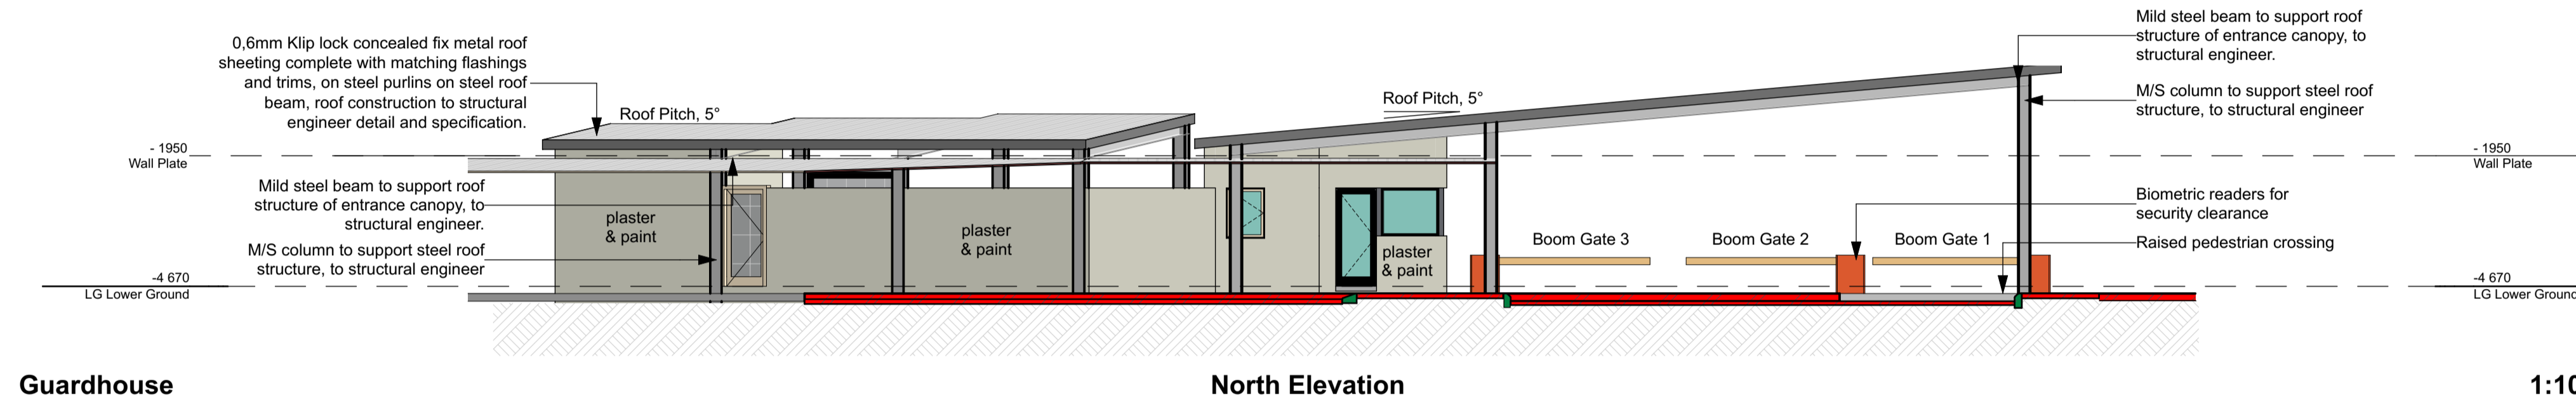 0,6mm Klip lock concealed fix metal roof
sheeting complete with matching flashings
and trims, on steel purlins on steel roof
beam, roof construction to structural
engineer detail and specification.
Roof Pitch, 5°
Roof Pitch, 5°
Mild steel beam to support roof
structure of entrance canopy, to
structural engineer.
M/S column to support steel roof
structure, to structural engineer
- 1950
Wall Plate
- 1950
Wall Plate
Mild steel beam to support roof
structure of entrance canopy, to
structural engineer.
M/S column to support steel roof
structure, to structural engineer
plaster
& paint
plaster
& paint
plaster
& paint
Boom Gate 3
Boom Gate 2
Boom Gate 1
Biometric readers for
security clearance
Raised pedestrian crossing
-4 670
LG Lower Ground
-4 670
LG Lower Ground
Guardhouse
North Elevation